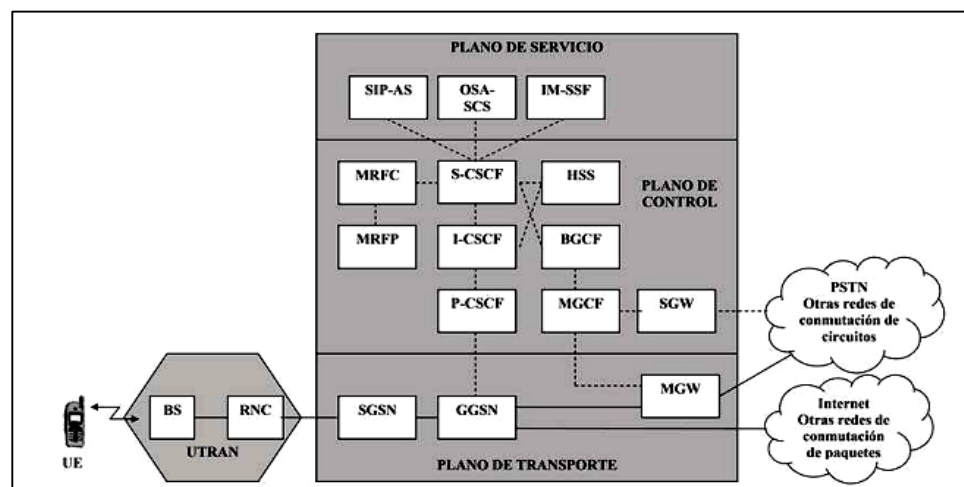 PLANO DE SERVICIO
SIP-AS
OSA-
SCS
IM-SSF
MRFC
S-CSCF
HSS
PLANO DE
CONTROL
MRFP
I-CSCF
BGCF
P-CSCF
MGCF
SGW
PSTN
Otras redes de
conmutación de
circuitos
MGW
BS
RNC
SGSN
GGSN
Internet
Otras redes de
conmutación
de paquetes
UE
UTRAN
PLANO DE TRANSPORTE